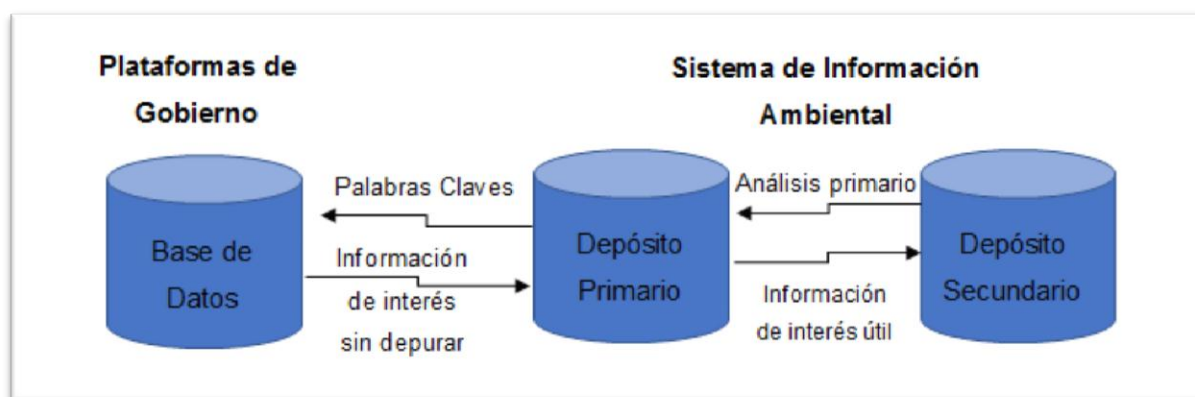 Plataformas de
Gobierno
Sistema de Información
Ambiental
Palabras Claves
Análisis primario
Base de
Datos
Información
de interés
sin depurar
Depósito
Primario
Información
de interés útil
Depósito
Secundario